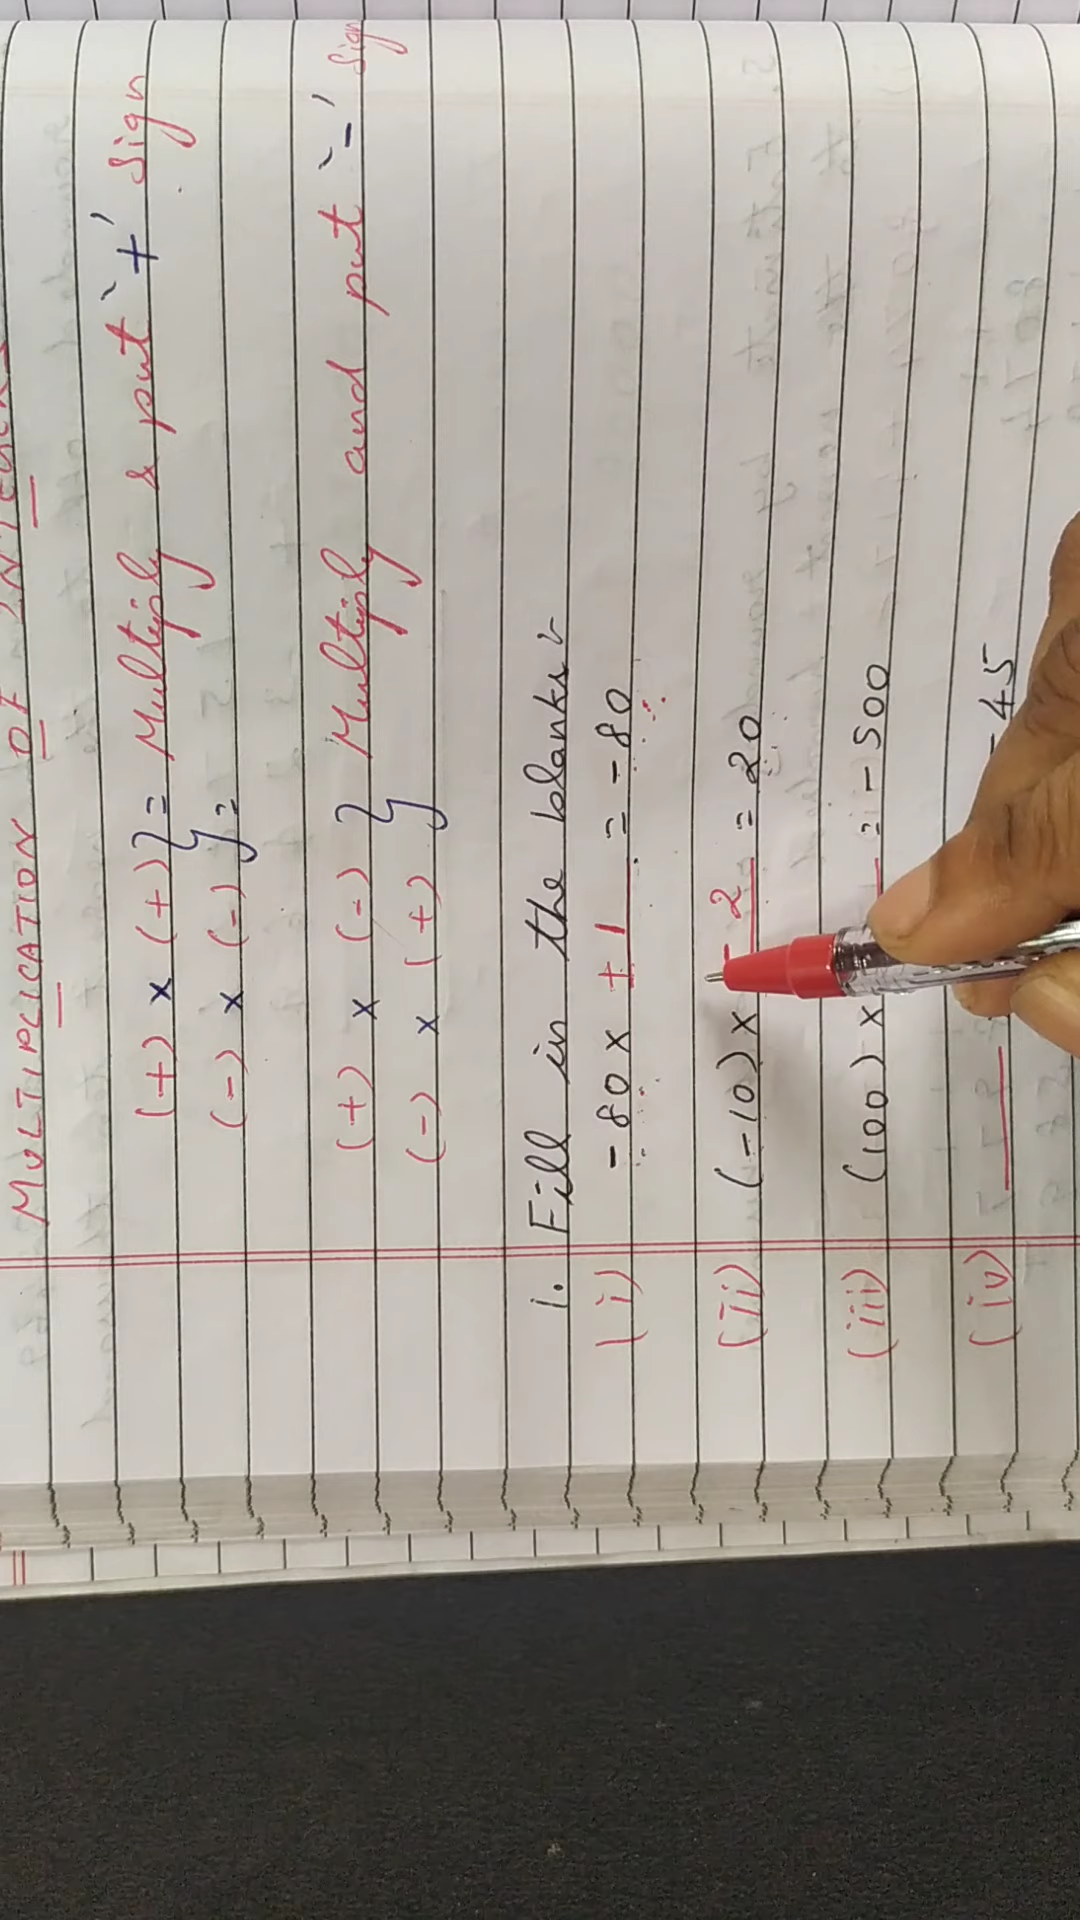 MULTIPLICATION OF INTEGERS
(+) x (+) } = Multiply & put '+' Sign
(-) x (-) } =
(+) x (-) } Multiply and put '-' Sign
(-) x (+) }
1. Fill in the blanks :-
(i) -80 x +1 = -80
(ii) (-10) x -2 = 20
(iii) (100) x = -500
(iv) -45